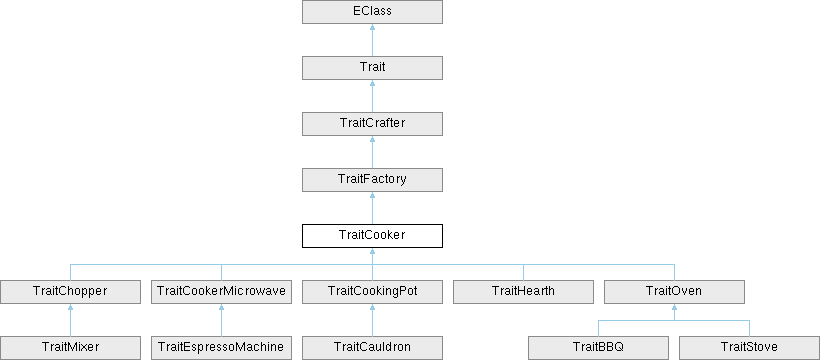 EClass
Trait
TraitCrafter
TraitFactory
TraitCooker
TraitChopper
TraitCookerMicrowave
TraitCookingPot
TraitHearth
TraitOven
TraitMixer
TraitEspressoMachine
TraitCauldron
TraitBBQ
TraitStove